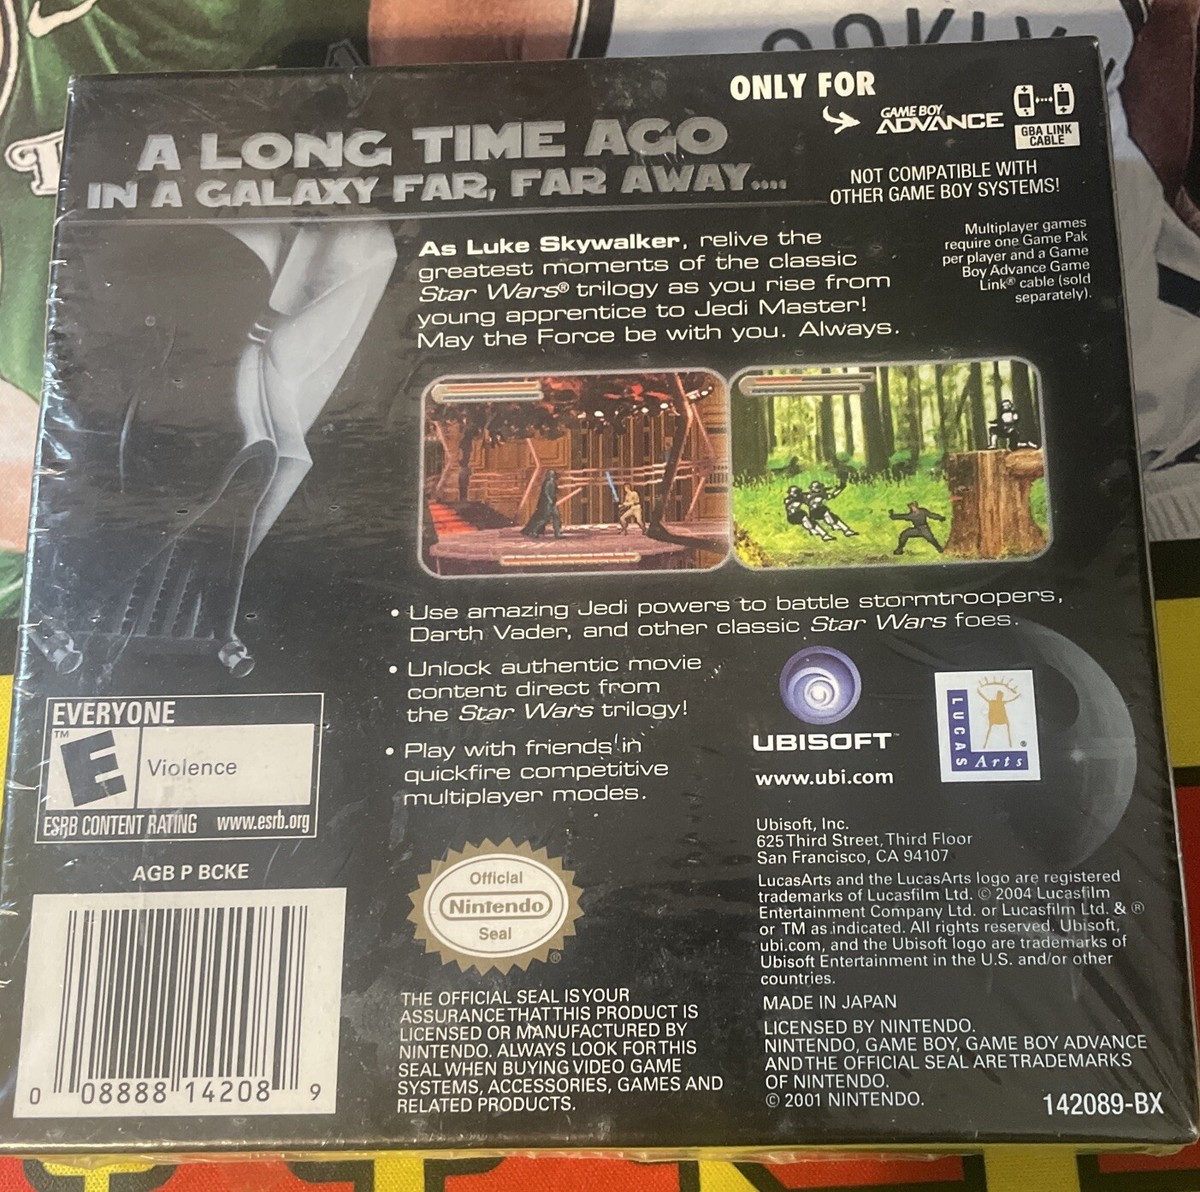 ONLY FOR
GAME BOY
ADVANCE
GBA LINK
CABLE
A LONG TIME AGO
IN A GALAXY FAR, FAR AWAY....
NOT COMPATIBLE WITH
OTHER GAME BOY SYSTEMS!
Multiplayer games
require one Game Pak
per player and a Game
Boy Advance Game
Link® cable (sold
separately).
As Luke Skywalker, relive the
greatest moments of the classic
Star Wars® trilogy as you rise from
young apprentice to Jedi Master!
May the Force be with you. Always.
• Use amazing Jedi powers to battle stormtroopers,
Darth Vader, and other classic Star Wars foes.
• Unlock authentic movie
content direct from
the Star Wars trilogy!
• Play with friends in
quickfire competitive
multiplayer modes.
UBISOFT™
www.ubi.com
LUCAS
Arts
®
EVERYONE
TM
E
Violence
ESRB CONTENT RATING www.esrb.org
AGB P BCKE
0 08888 14208 9
Official
Nintendo
Seal
®
THE OFFICIAL SEAL IS YOUR
ASSURANCE THAT THIS PRODUCT IS
LICENSED OR MANUFACTURED BY
NINTENDO. ALWAYS LOOK FOR THIS
SEAL WHEN BUYING VIDEO GAME
SYSTEMS, ACCESSORIES, GAMES AND
RELATED PRODUCTS.
Ubisoft, Inc.
625 Third Street, Third Floor
San Francisco, CA 94107
LucasArts and the LucasArts logo are registered
trademarks of Lucasfilm Ltd. © 2004 Lucasfilm
Entertainment Company Ltd. or Lucasfilm Ltd. & ®
or TM as indicated. All rights reserved. Ubisoft,
ubi.com, and the Ubisoft logo are trademarks of
Ubisoft Entertainment in the U.S. and/or other
countries.
MADE IN JAPAN
LICENSED BY NINTENDO.
NINTENDO, GAME BOY, GAME BOY ADVANCE
AND THE OFFICIAL SEAL ARE TRADEMARKS
OF NINTENDO.
© 2001 NINTENDO.
142089-BX